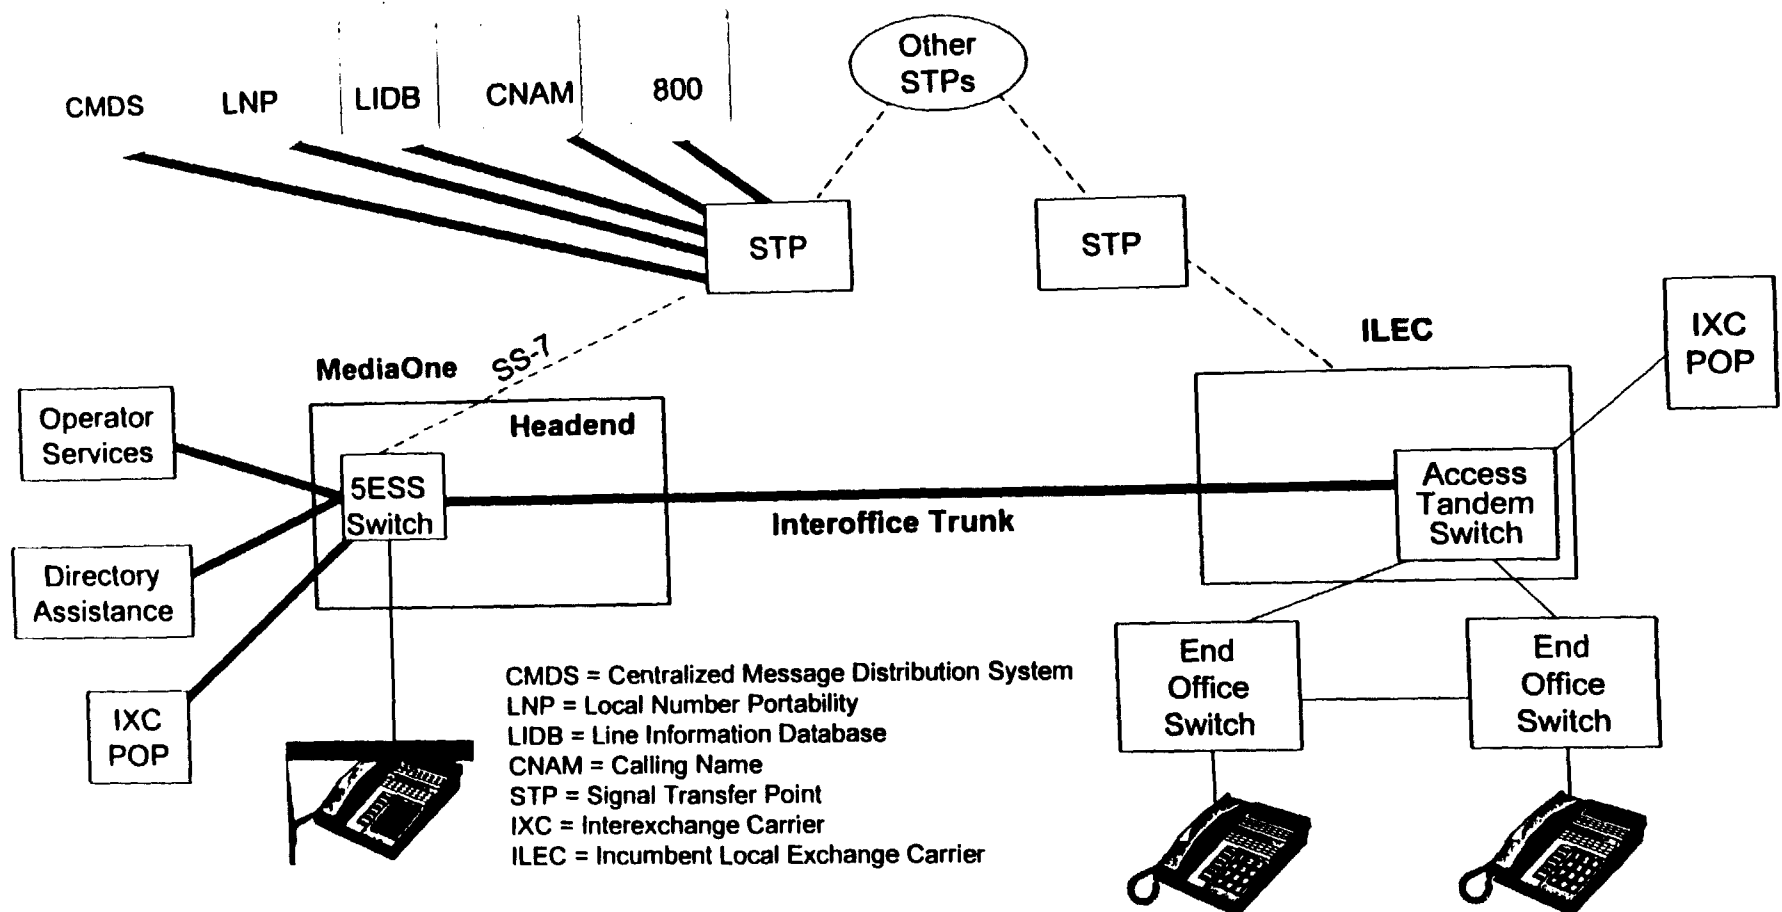 Other
STPs
CMDS
LNP
LIDB
CNAM
800
STP
STP
ILEC
IXC
POP
MediaOne
SS-7
Headend
Operator
Services
5ESS
Switch
Interoffice Trunk
Access
Tandem
Switch
Directory
Assistance
IXC
POP
End
Office
Switch
End
Office
Switch
CMDS = Centralized Message Distribution System
LNP = Local Number Portability
LIDB = Line Information Database
CNAM = Calling Name
STP = Signal Transfer Point
IXC = Interexchange Carrier
ILEC = Incumbent Local Exchange Carrier